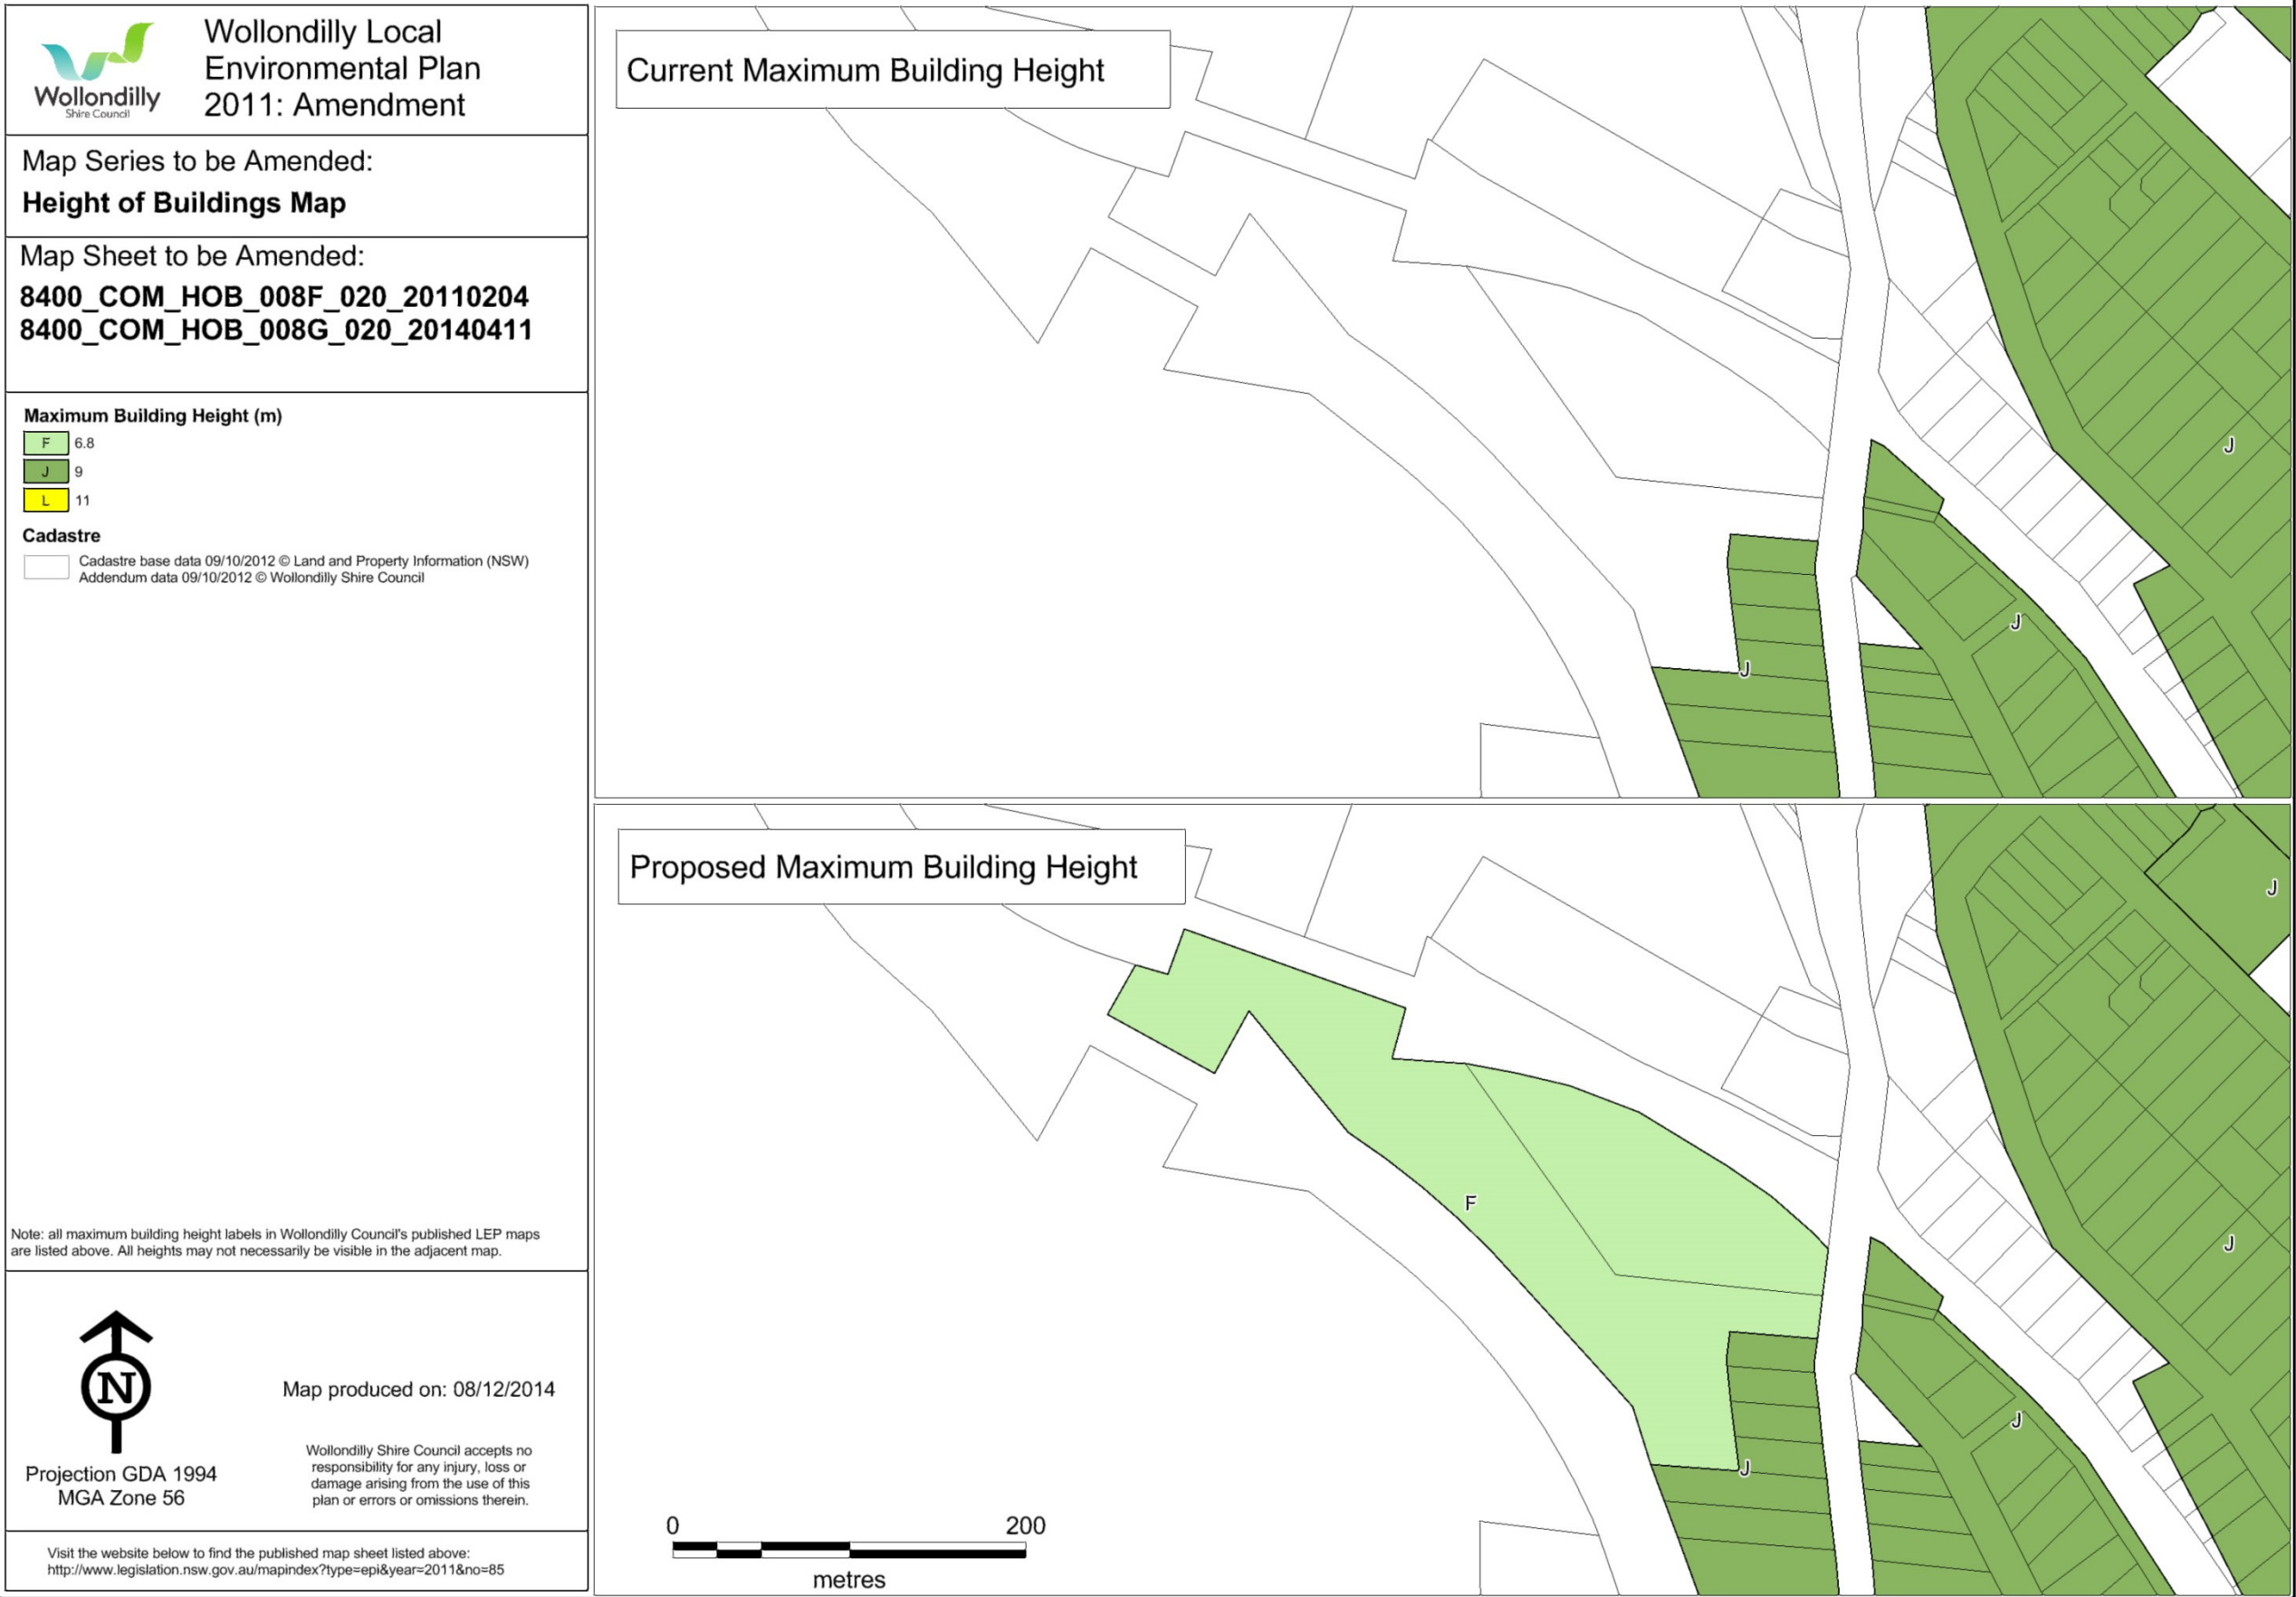 Wollondilly
Shire Council
Wollondilly Local
Environmental Plan
2011: Amendment
Map Series to be Amended:
Height of Buildings Map
Map Sheet to be Amended:
8400_COM_HOB_008F_020_20110204
8400_COM_HOB_008G_020_20140411
Maximum Building Height (m)
F 6.8
J 9
L 11
Cadastre
Cadastre base data 09/10/2012 © Land and Property Information (NSW)
Addendum data 09/10/2012 © Wollondilly Shire Council
Note: all maximum building height labels in Wollondilly Council's published LEP maps
are listed above. All heights may not necessarily be visible in the adjacent map.
N
Projection GDA 1994
MGA Zone 56
Map produced on: 08/12/2014
Wollondilly Shire Council accepts no
responsibility for any injury, loss or
damage arising from the use of this
plan or errors or omissions therein.
Visit the website below to find the published map sheet listed above:
http://www.legislation.nsw.gov.au/mapindex?type=epi&year=2011&no=85
Current Maximum Building Height
J
J
J
Proposed Maximum Building Height
J
F
J
J
J
0 200
metres